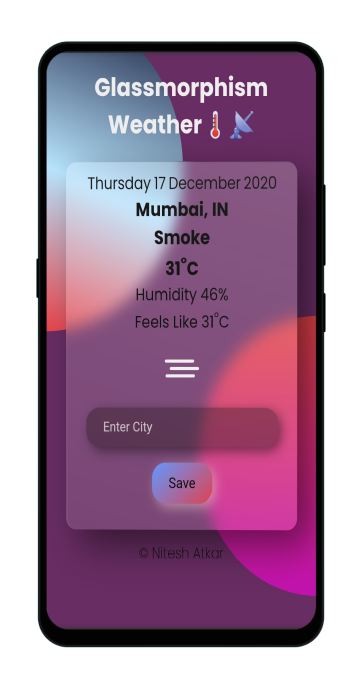 Glassmorphism
Weather🌡️📡
Thursday 17 December 2020
Mumbai, IN
Smoke
31°C
Humidity 46%
Feels Like 31°C
Enter City
Save
© Nitesh Atkar